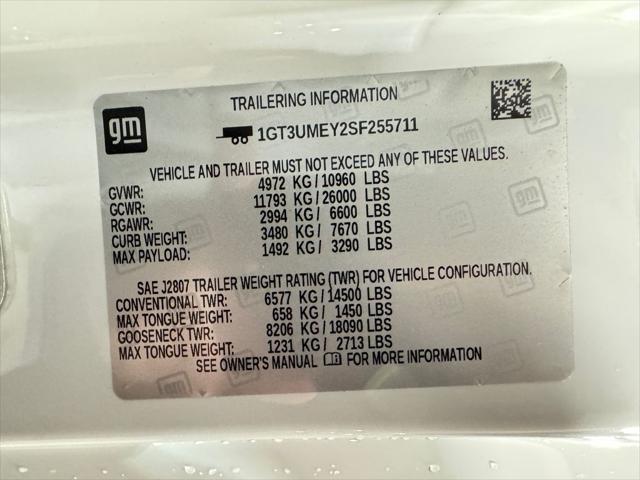 gm
TRAILERING INFORMATION
1GT3UMEY2SF255711
VEHICLE AND TRAILER MUST NOT EXCEED ANY OF THESE VALUES.
GVWR: 4972 KG/10960 LBS
GCWR: 11793 KG/26000 LBS
RGAWR: 2994 KG/ 6600 LBS
CURB WEIGHT: 3480 KG/ 7670 LBS
MAX PAYLOAD: 1492 KG/ 3290 LBS
SAE J2807 TRAILER WEIGHT RATING (TWR) FOR VEHICLE CONFIGURATION.
CONVENTIONAL TWR: 6577 KG/14500 LBS
MAX TONGUE WEIGHT: 658 KG/ 1450 LBS
GOOSENECK TWR: 8206 KG/18090 LBS
MAX TONGUE WEIGHT: 1231 KG/ 2713 LBS
SEE OWNER'S MANUAL FOR MORE INFORMATION